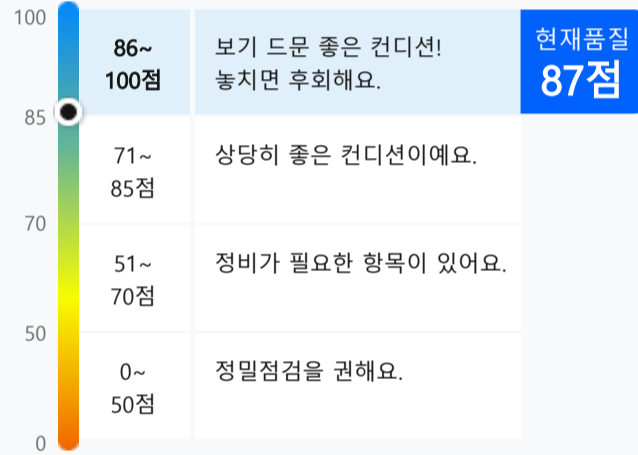 100
86~
100점
보기 드문 좋은 컨디션!
놓치면 후회해요.
현재품질
87점
85
71~
85점
상당히 좋은 컨디션이예요.
70
51~
70점
정비가 필요한 항목이 있어요.
50
0~
50점
정밀점검을 권해요.
0